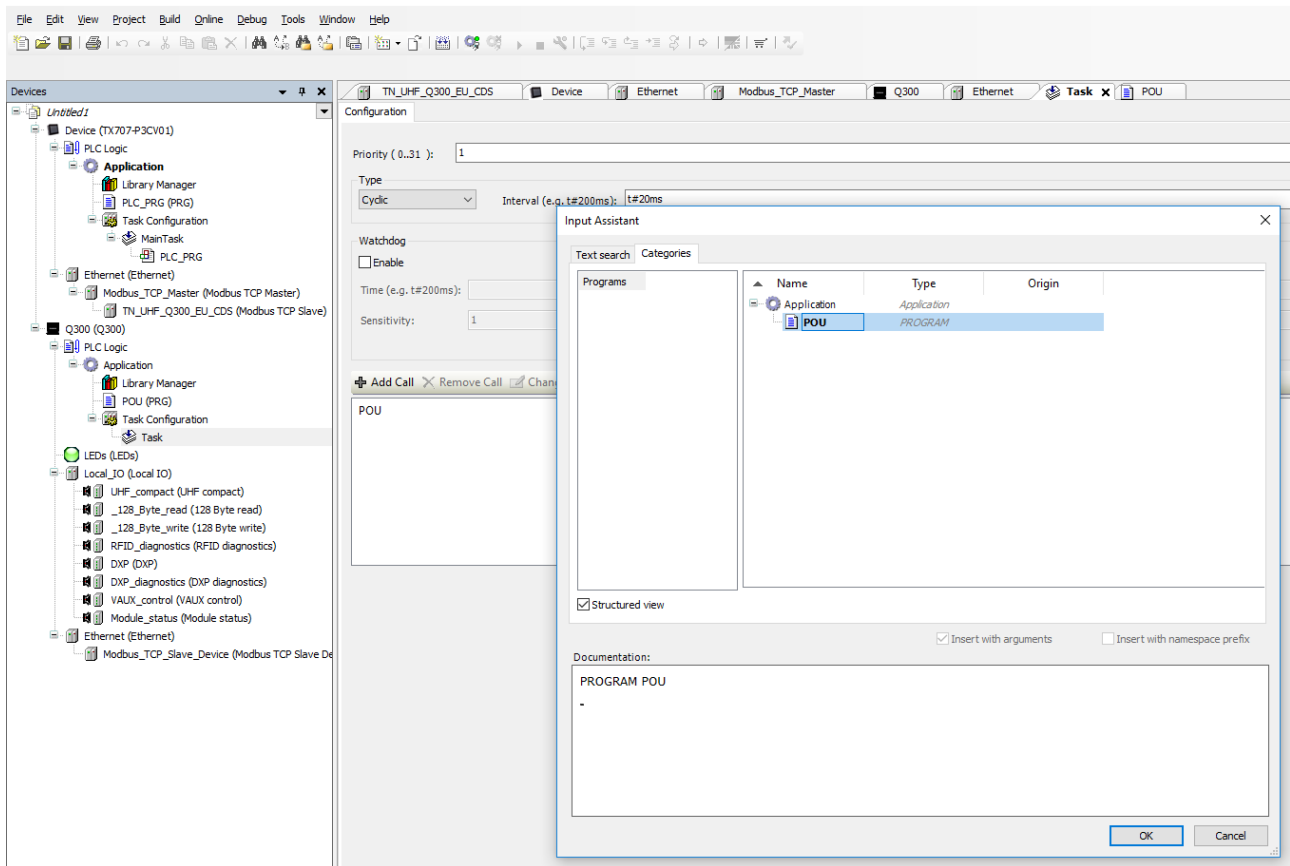 File Edit View Project Build Online Debug Tools Window Help
Devices
TN_UHF_Q300_EU_CDS Device Ethernet Modbus_TCP_Master Q300 Ethernet Task POU
Untitled1
Device (TX707-P3CV01)
PLC Logic
Application
Library Manager
PLC_PRG (PRG)
Task Configuration
MainTask
PLC_PRG
Ethernet (Ethernet)
Modbus_TCP_Master (Modbus TCP Master)
TN_UHF_Q300_EU_CDS (Modbus TCP Slave)
Q300 (Q300)
PLC Logic
Application
Library Manager
POU (PRG)
Task Configuration
Task
LEDs (LEDs)
Local_IO (Local IO)
UHF_compact (UHF compact)
_128_Byte_read (128 Byte read)
_128_Byte_write (128 Byte write)
RFID_diagnostics (RFID diagnostics)
DXP (DXP)
DXP_diagnostics (DXP diagnostics)
VAUX_control (VAUX control)
Module_status (Module status)
Ethernet (Ethernet)
Modbus_TCP_Slave_Device (Modbus TCP Slave De
Configuration
Priority ( 0..31 ): 1
Type
Cyclic Interval (e.g. t#200ms): t#20ms
Watchdog
Enable
Time (e.g. t#200ms):
Sensitivity: 1
Add Call Remove Call Chan
POU
Input Assistant
Text search Categories
Programs
Name Type Origin
Application Application
POU PROGRAM
Structured view
Insert with arguments Insert with namespace prefix
Documentation:
PROGRAM POU
-
OK Cancel